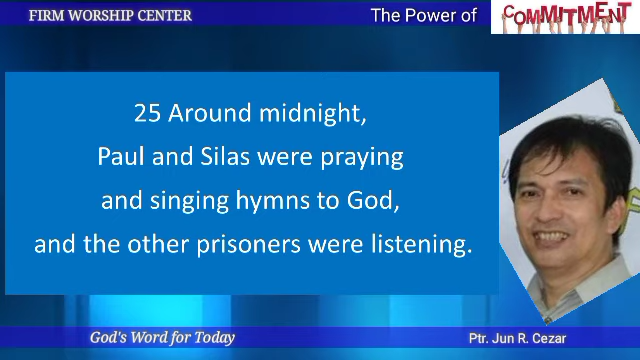 FIRM WORSHIP CENTER
The Power of
COMMITMENT
25 Around midnight,
Paul and Silas were praying
and singing hymns to God,
and the other prisoners were listening.
God's Word for Today
Ptr. Jun R. Cezar